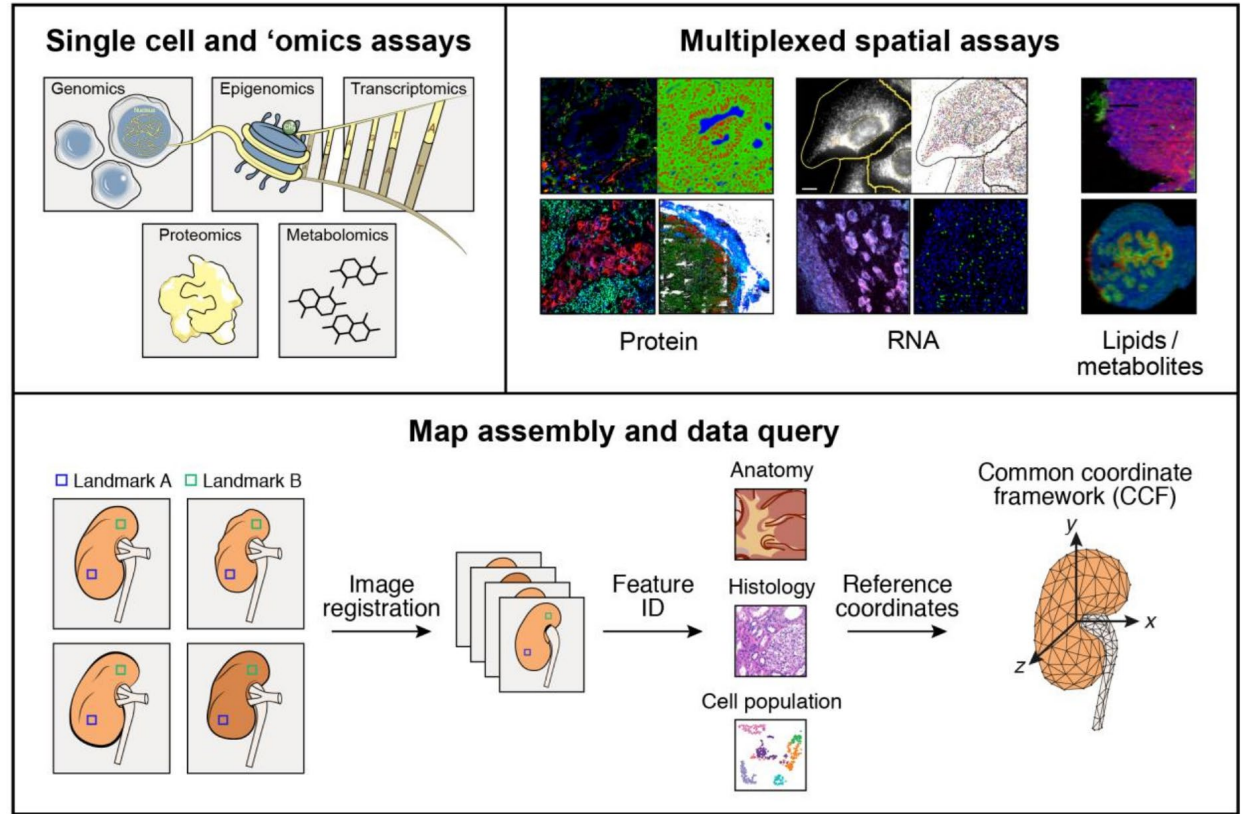 Single cell and ‘omics assays
Genomics
Epigenomics
Transcriptomics
Proteomics
Metabolomics
Multiplexed spatial assays
Protein
RNA
Lipids /
metabolites
Map assembly and data query
Landmark A
Landmark B
Image
registration
Feature
ID
Anatomy
Histology
Cell population
Reference
coordinates
Common coordinate
framework (CCF)
y
x
z